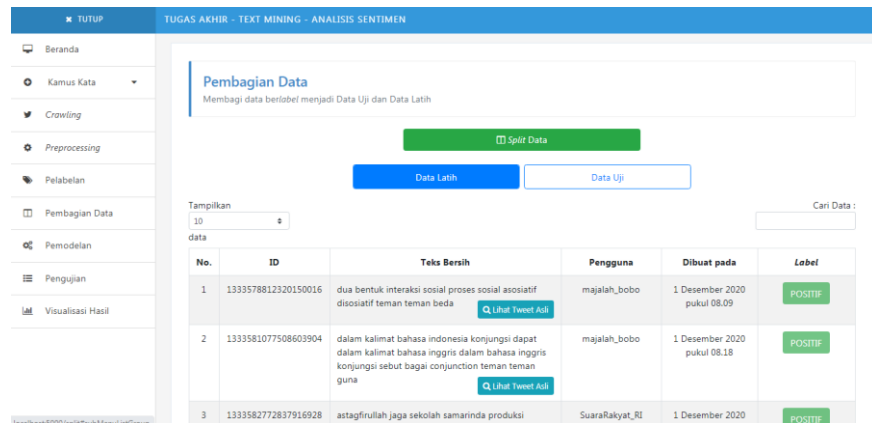 ✖ TUTUP
TUGAS AKHIR - TEXT MINING - ANALISIS SENTIMEN
Beranda
Kamus Kata
Crawling
Preprocessing
Pelabelan
Pembagian Data
Pemodelan
Pengujian
Visualisasi Hasil
Pembagian Data
Membagi data berlabel menjadi Data Uji dan Data Latih
Split Data
Data Latih
Data Uji
Tampilkan
10
data
Cari Data :
No. ID Teks Bersih Pengguna Dibuat pada Label
1 1333578812320150016 dua bentuk interaksi sosial proses sosial asosiatif majalah_bobo 1 Desember 2020 POSITIF
disosiatif teman teman beda Lihat Tweet Asli pukul 08.09
2 1333581077508603904 dalam kalimat bahasa indonesia konjungsi dapat majalah_bobo 1 Desember 2020 POSITIF
dalam kalimat bahasa inggris dalam bahasa inggris pukul 08.18
konjungsi sebut bagai conjunction teman teman
guna Lihat Tweet Asli
3 1333582772837916928 astagfirullah jaga sekolah samarinda produksi SuaraRakyat_RI 1 Desember 2020 POSITIF